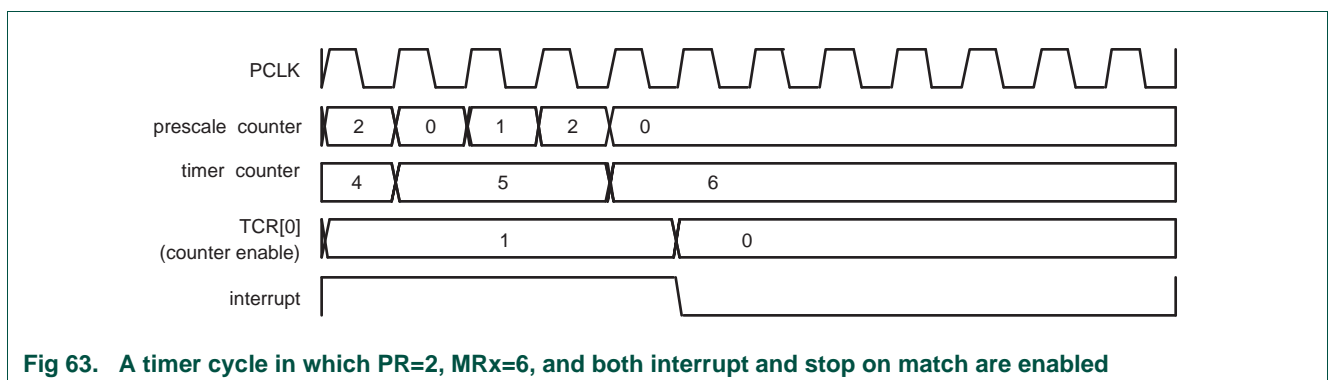 PCLK
prescale counter
2 0 1 2 0
timer counter
4 5 6
TCR[0]
(counter enable)
1 0
interrupt
Fig 63. A timer cycle in which PR=2, MRx=6, and both interrupt and stop on match are enabled